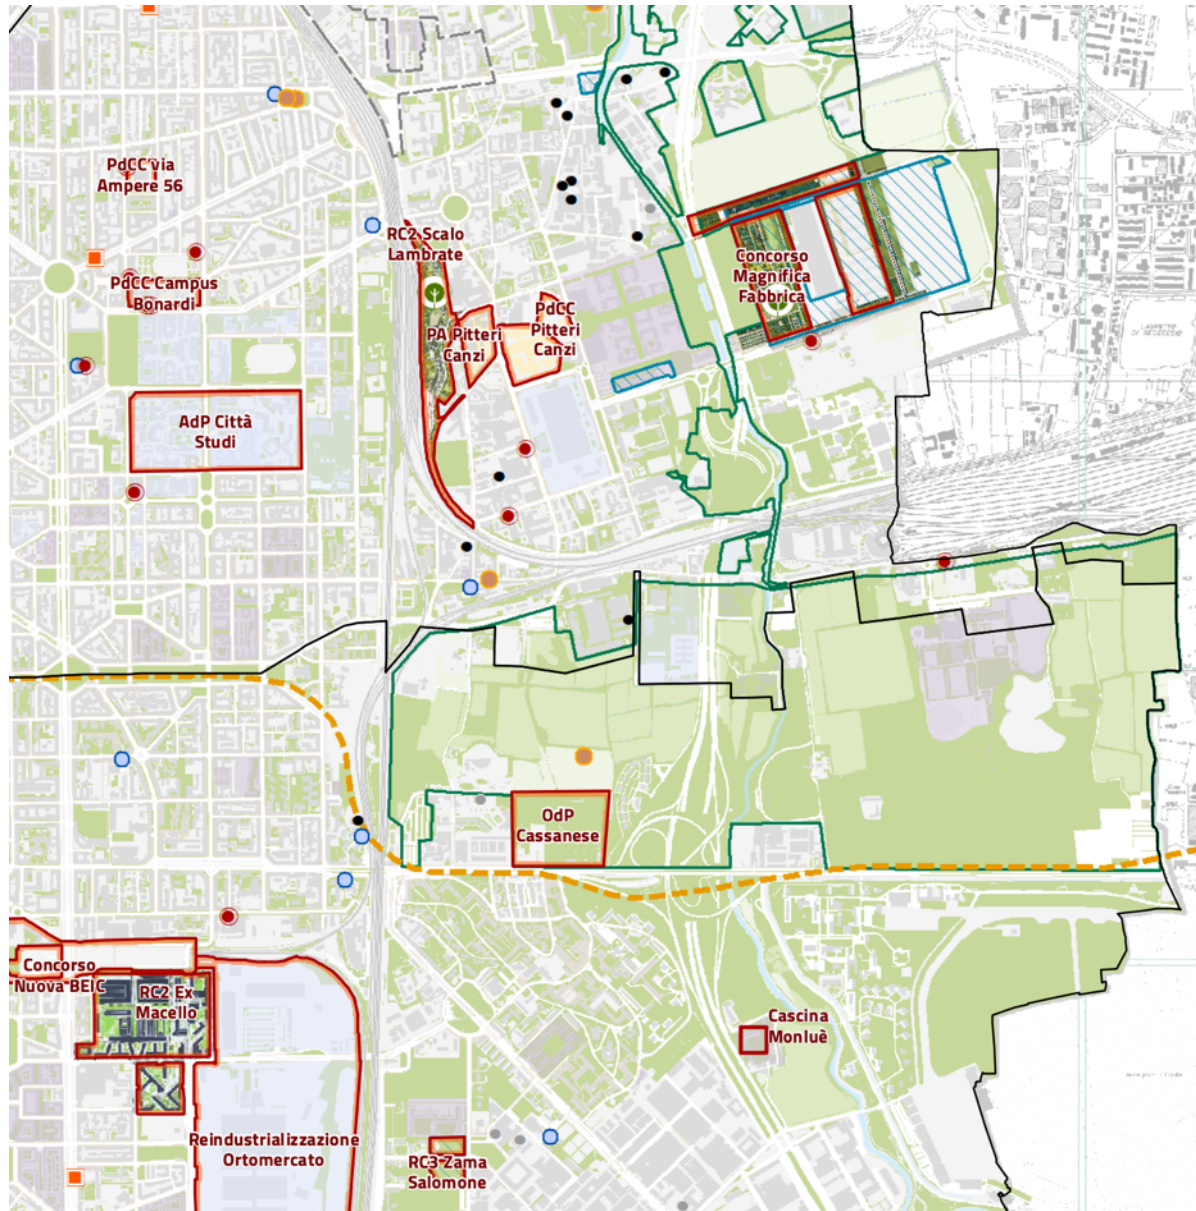 PdCC via
Ampere 56
RC2 Scalo
Lambrate
PdCC Campus
Bonardi
Concorso
Magnifica
Fabbrica
PdCC
Pitteri
Canzi
PA Pitteri
Canzi
AdP Città
Studi
OdP
Cassanese
Concorso
Nuova BEIC
RC2 Ex
Macello
Cascina
Monluè
Reindustrializzazione
Ortomercato
RC3 Zama
Salomone